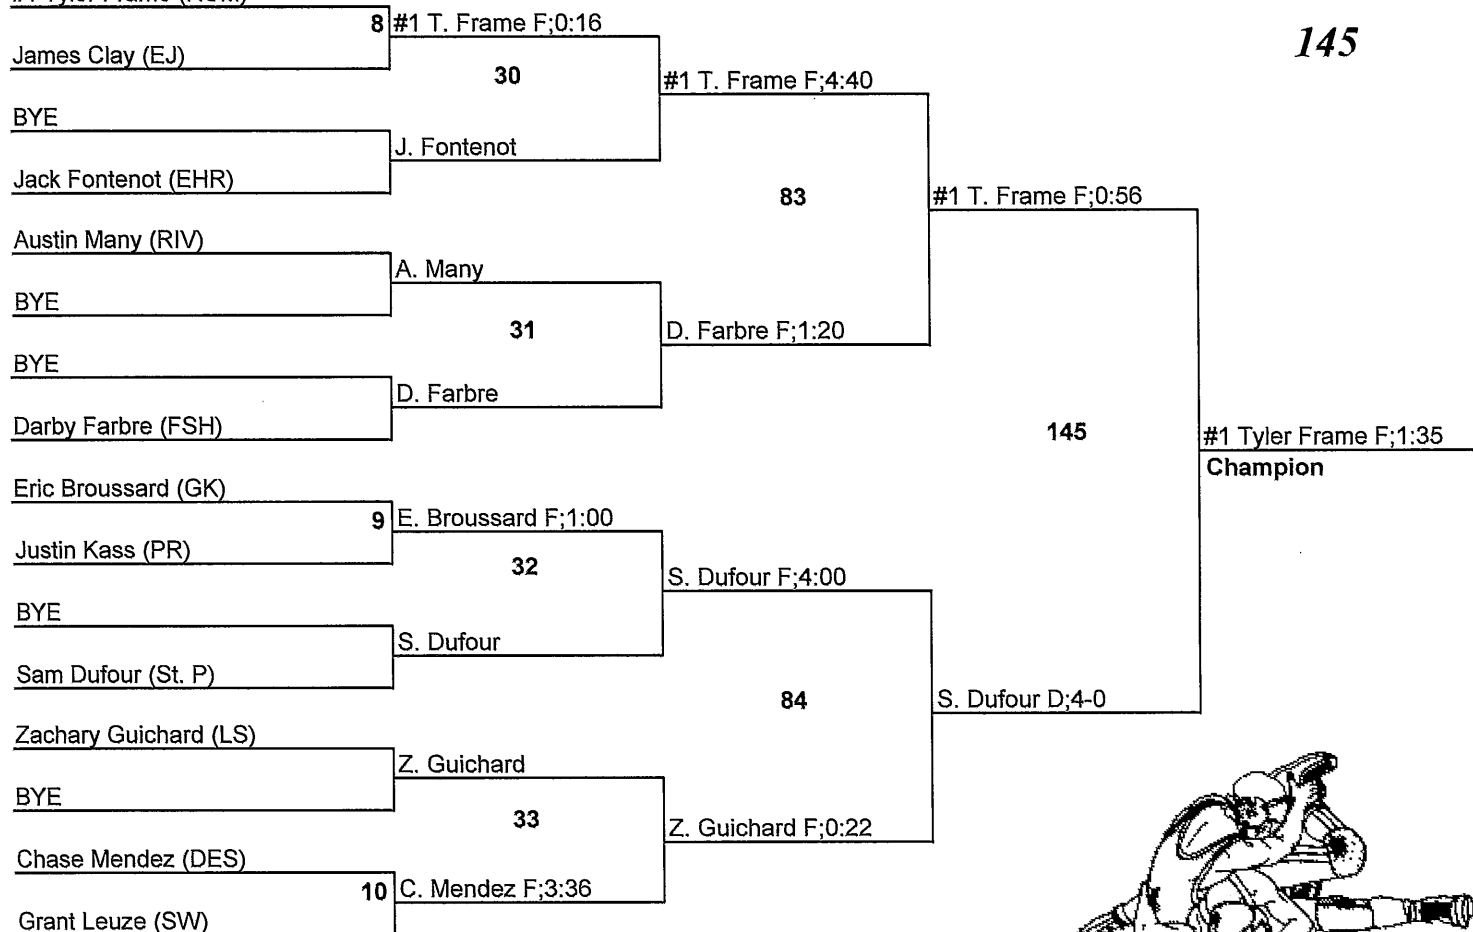 145
James Clay (EJ)
BYE
Jack Fontenot (EHR)
Austin Many (RIV)
BYE
BYE
Darby Farbre (FSH)
Eric Broussard (GK)
Justin Kass (PR)
BYE
Sam Dufour (St. P)
Zachary Guichard (LS)
BYE
Chase Mendez (DES)
Grant Leuze (SW)
8
#1 T. Frame F;0:16
30
J. Fontenot
A. Many
31
D. Farbre
9
E. Broussard F;1:00
32
S. Dufour
Z. Guichard
33
10
C. Mendez F;3:36
#1 T. Frame F;4:40
83
D. Farbre F;1:20
S. Dufour F;4:00
84
Z. Guichard F;0:22
#1 T. Frame F;0:56
145
S. Dufour D;4-0
#1 Tyler Frame F;1:35
Champion